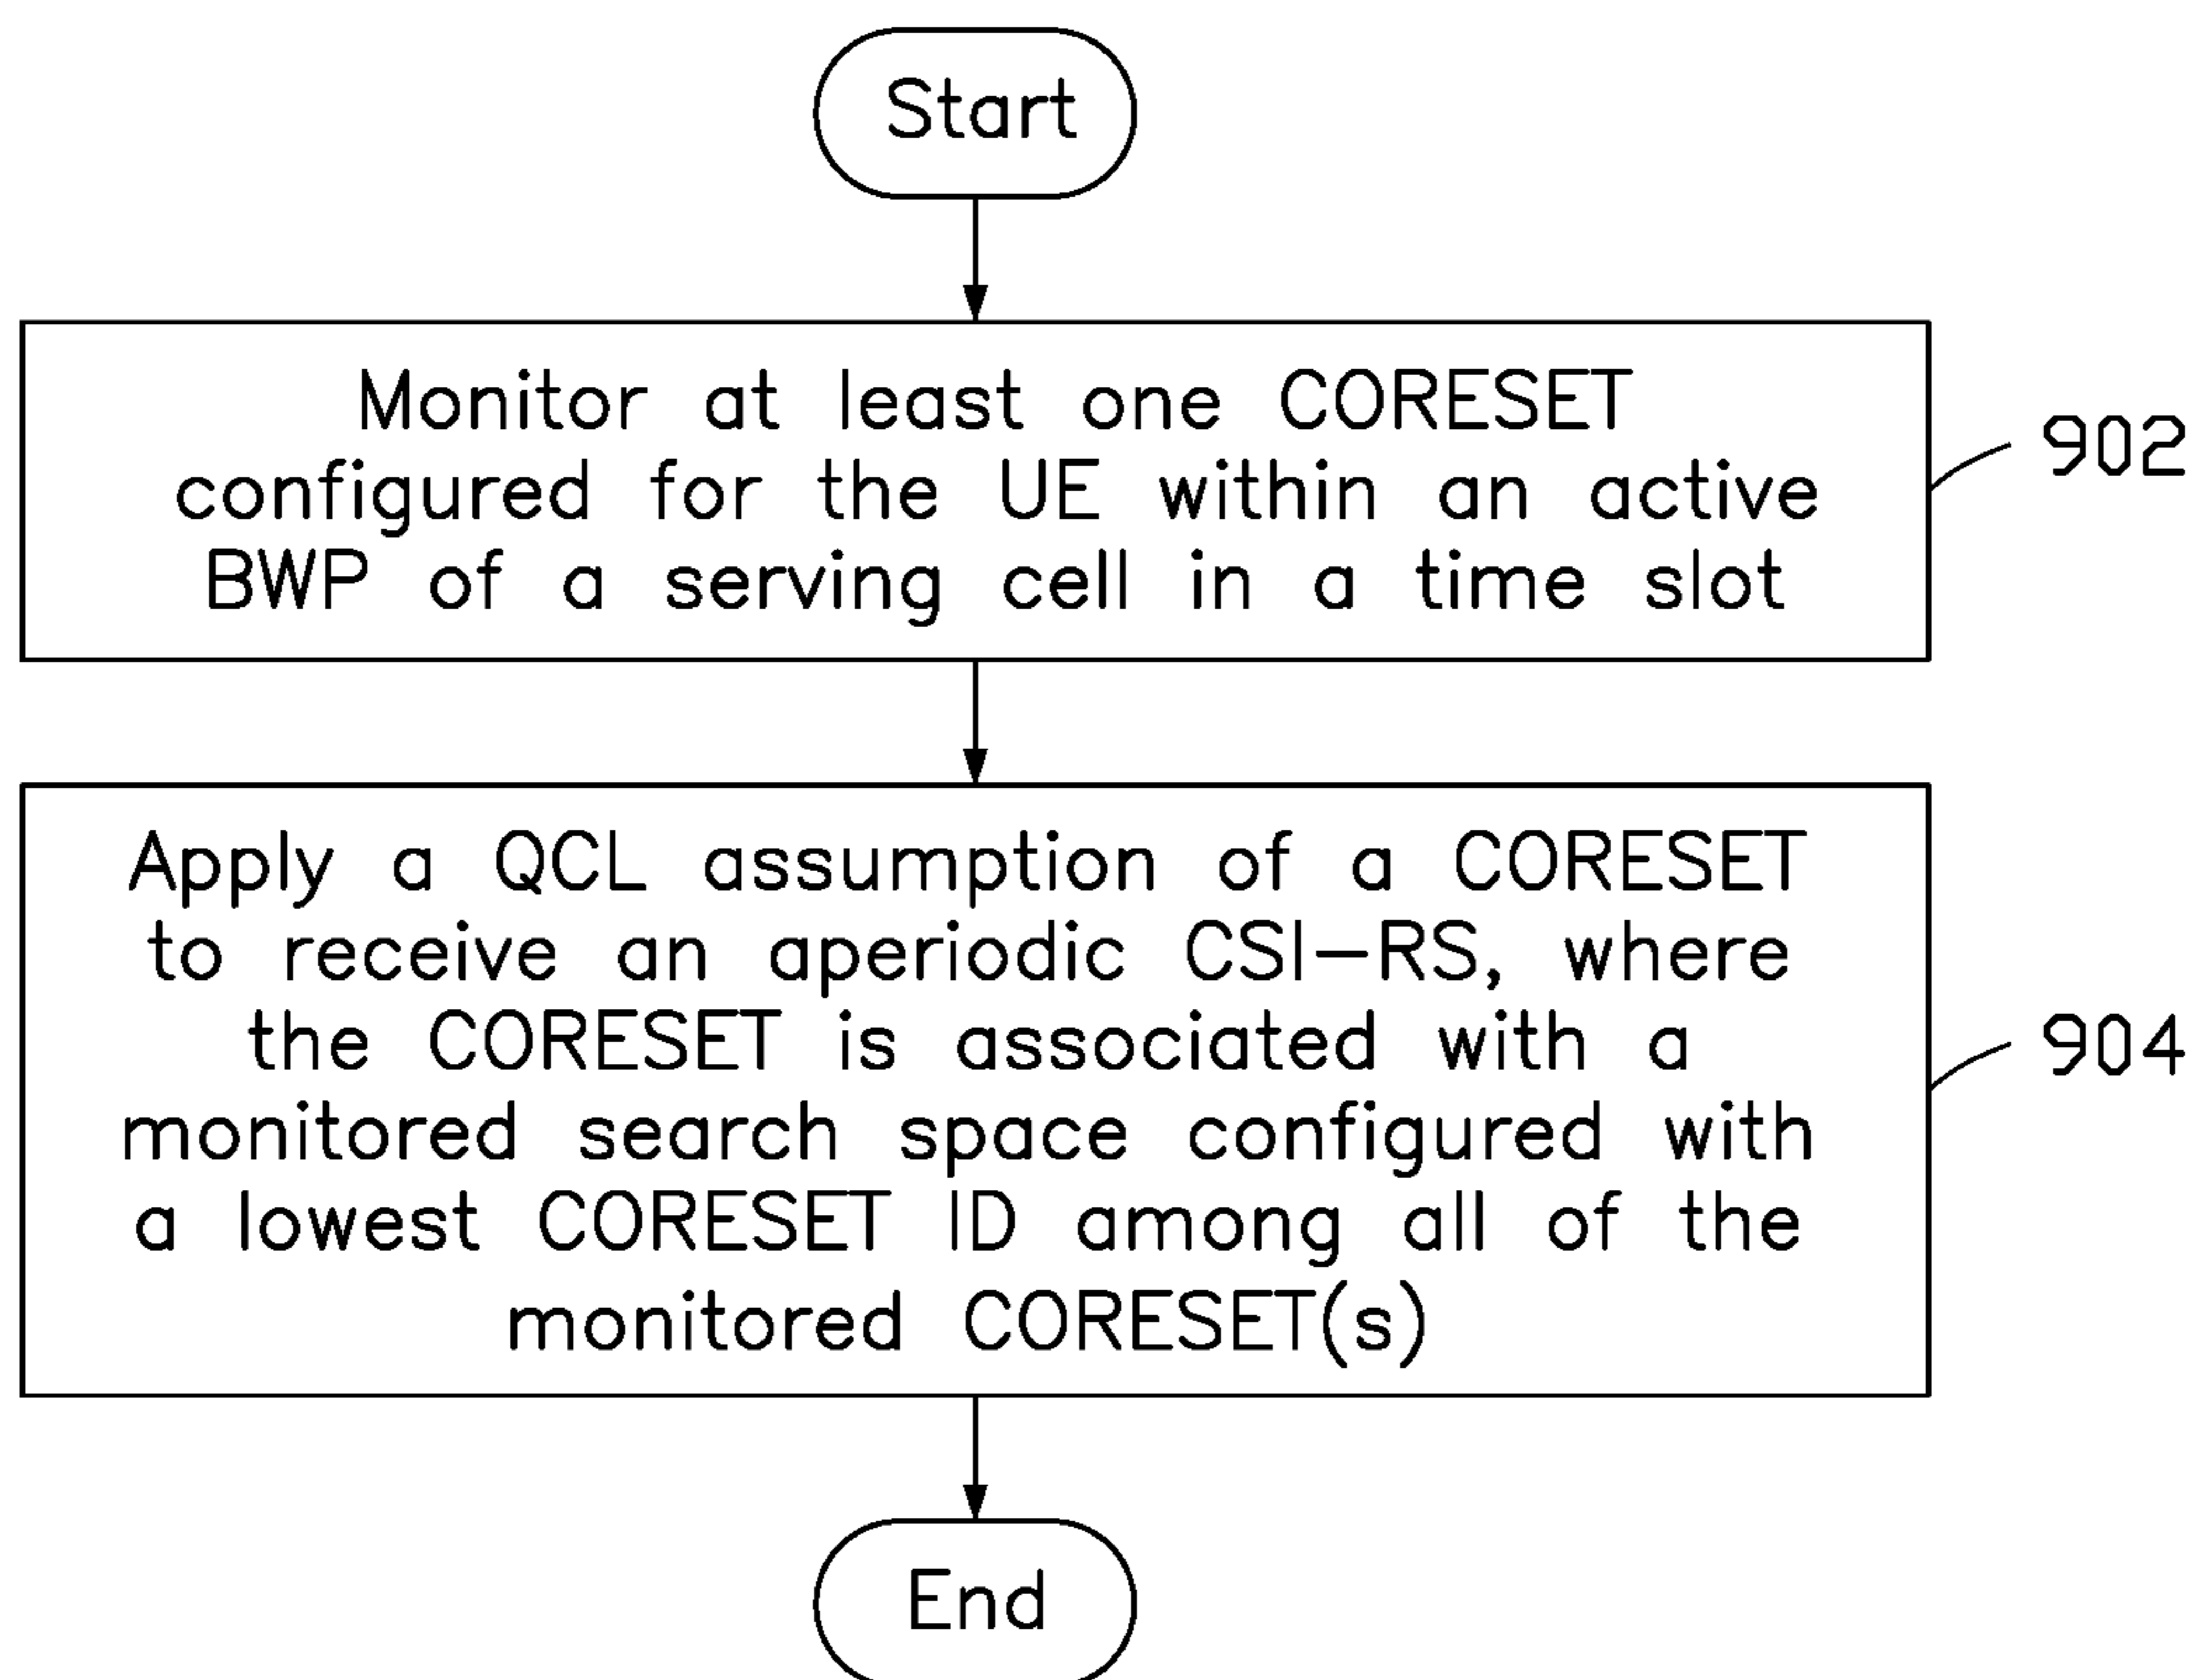 Start
Monitor at least one CORESET
configured for the UE within an active
BWP of a serving cell in a time slot
902
Apply a QCL assumption of a CORESET
to receive an aperiodic CSI-RS, where
the CORESET is associated with a
monitored search space configured with
a lowest CORESET ID among all of the
monitored CORESET(s)
904
End